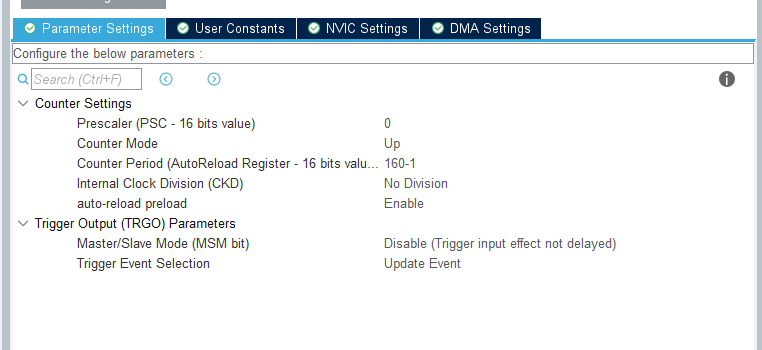 Parameter Settings User Constants NVIC Settings DMA Settings
Configure the below parameters :
Search (Ctrl+F)
Counter Settings
Prescaler (PSC - 16 bits value) 0
Counter Mode Up
Counter Period (AutoReload Register - 16 bits valu... 160-1
Internal Clock Division (CKD) No Division
auto-reload preload Enable
Trigger Output (TRGO) Parameters
Master/Slave Mode (MSM bit) Disable (Trigger input effect not delayed)
Trigger Event Selection Update Event